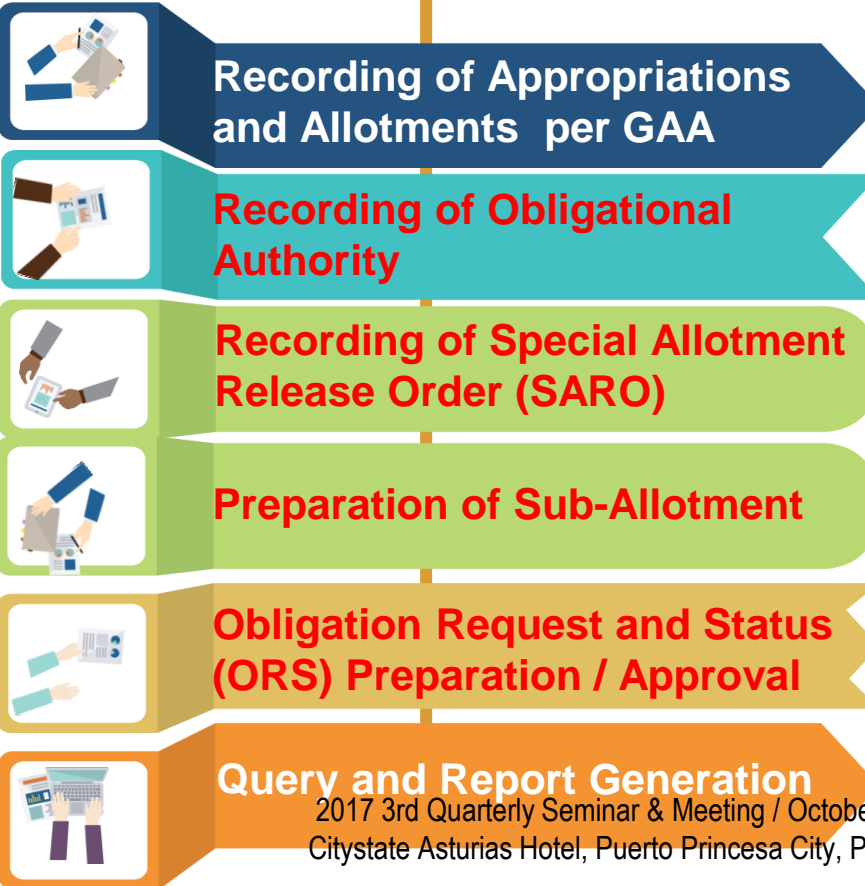 Recording of Appropriations
and Allotments per GAA
Recording of Obligational
Authority
Recording of Special Allotment
Release Order (SARO)
Preparation of Sub-Allotment
Obligation Request and Status
(ORS) Preparation / Approval
Query and Report Generation
2017 3rd Quarterly Seminar & Meeting /
Citystate Asturias Hotel, Puerto Princesa City,